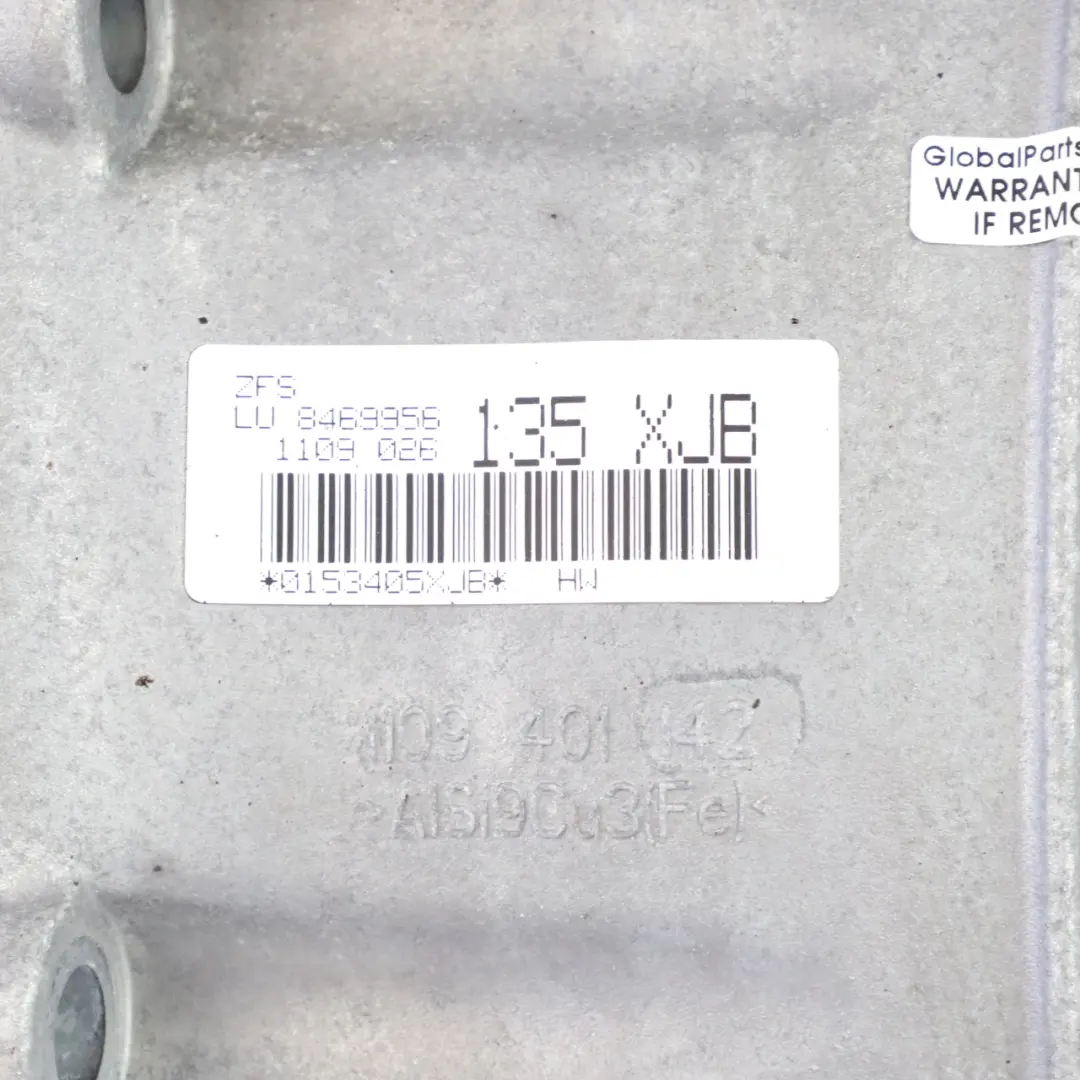 GlobalParts
WARRANT
IF REMO
ZFS
LU 8469956
1109 026
135 XJB
*0153405XJB* HW
1109 401 142
>AlSi9Cu3(Fe)<